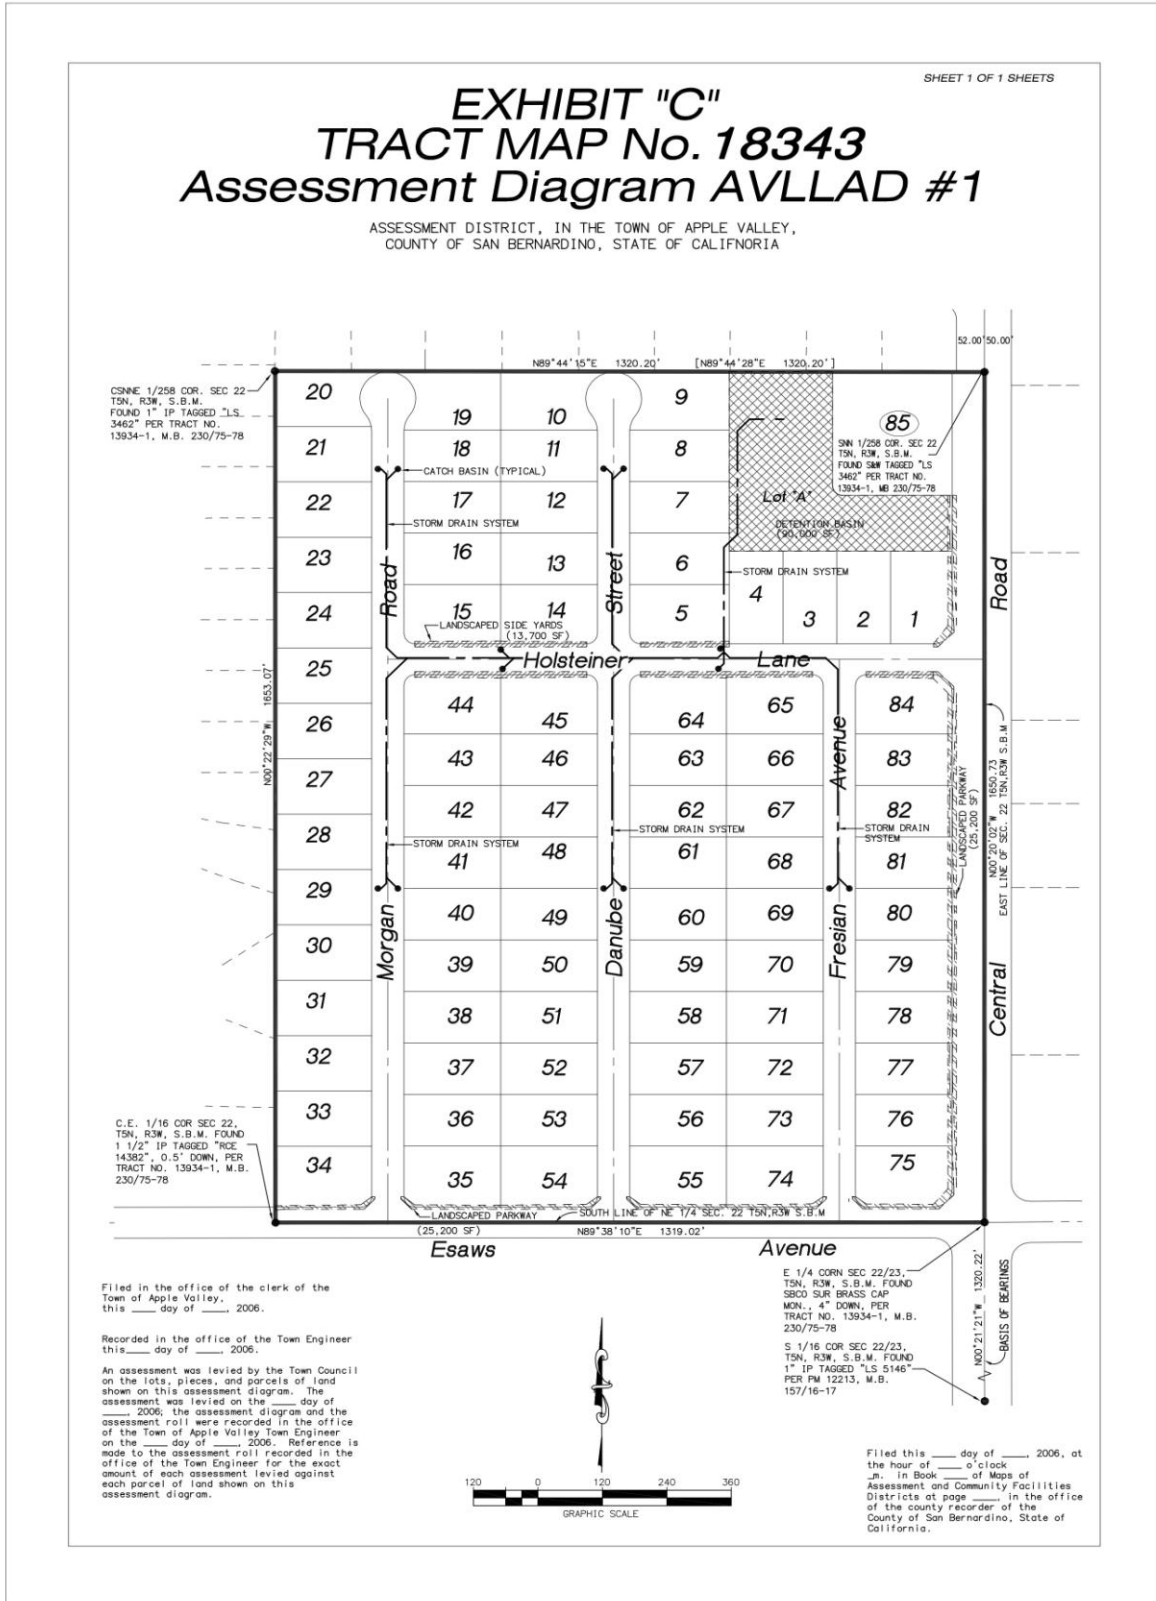 SHEET 1 OF 1 SHEETS
EXHIBIT "C"
TRACT MAP No. 18343
Assessment Diagram AVLLAD #1
ASSESSMENT DISTRICT, IN THE TOWN OF APPLE VALLEY,
COUNTY OF SAN BERNARDINO, STATE OF CALIFNORIA
52.00' 50.00'
N89°44'15"E 1320.20' [N89°44'28"E 1320.20']
CSNNE 1/258 COR. SEC 22
T5N, R3W, S.B.M.
FOUND 1" IP TAGGED "LS
3462" PER TRACT NO.
13934-1, M.B. 230/75-78
20
19
10
9
85
SNN 1/258 COR. SEC 22
T5N, R3W, S.B.M.
FOUND S&W TAGGED "LS
3462" PER TRACT NO.
13934-1, MB 230/75-78
21
18
11
8
CATCH BASIN (TYPICAL)
22
17
12
7
Lot "A"
DETENTION BASIN
(90,000 SF)
STORM DRAIN SYSTEM
23
16
13
6
STORM DRAIN SYSTEM
4
3
2
1
Road
Street
Road
24
15
14
5
LANDSCAPED SIDE YARDS
(13,700 SF)
Holsteiner Lane
25
N00°22'29"W 1653.07'
26
44
45
64
65
84
27
43
46
63
66
83
Avenue
28
42
47
62
67
82
STORM DRAIN SYSTEM
STORM DRAIN SYSTEM
STORM DRAIN
SYSTEM
41
48
61
68
81
LANDSCAPED PARKWAY
(25,200 SF)
N00°20'02"W 1650.73
EAST LINE OF SEC. 22 T5N,R3W S.B.M
29
40
49
60
69
80
Morgan
Danube
Fresian
Central
30
39
50
59
70
79
31
38
51
58
71
78
32
37
52
57
72
77
33
36
53
56
73
76
34
35
54
55
74
75
C.E. 1/16 COR SEC 22,
T5N, R3W, S.B.M. FOUND
1 1/2" IP TAGGED "RCE
14382", 0.5' DOWN, PER
TRACT NO. 13934-1, M.B.
230/75-78
LANDSCAPED PARKWAY
(25,200 SF)
SOUTH LINE OF NE 1/4 SEC. 22 T5N,R3W S.B.M
N89°38'10"E 1319.02'
Esaws Avenue
E 1/4 CORN SEC 22/23,
T5N, R3W, S.B.M. FOUND
SBCO SUR BRASS CAP
MON., 4" DOWN, PER
TRACT NO. 13934-1, M.B.
230/75-78
S 1/16 COR SEC 22/23,
T5N, R3W, S.B.M. FOUND
1" IP TAGGED "LS 5146"
PER PM 12213, M.B.
157/16-17
N00°21'21"W 1320.22'
BASIS OF BEARINGS
Filed in the office of the clerk of the
Town of Apple Valley,
this ____ day of ____, 2006.
Recorded in the office of the Town Engineer
this____ day of ____, 2006.
An assessment was levied by the Town Council
on the lots, pieces, and parcels of land
shown on this assessment diagram. The
assessment was levied on the ____ day of
____, 2006; the assessment diagram and the
assessment roll were recorded in the office
of the Town of Apple Valley Town Engineer
on the ____ day of ____, 2006. Reference is
made to the assessment roll recorded in the
office of the Town Engineer for the exact
amount of each assessment levied against
each parcel of land shown on this
assessment diagram.
120 0 120 240 360
GRAPHIC SCALE
Filed this ____ day of ____, 2006, at
the hour of ____ o'clock
_m. in Book ____ of Maps of
Assessment and Community Facilities
Districts at page ____, in the office
of the county recorder of the
County of San Bernardino, State of
California.